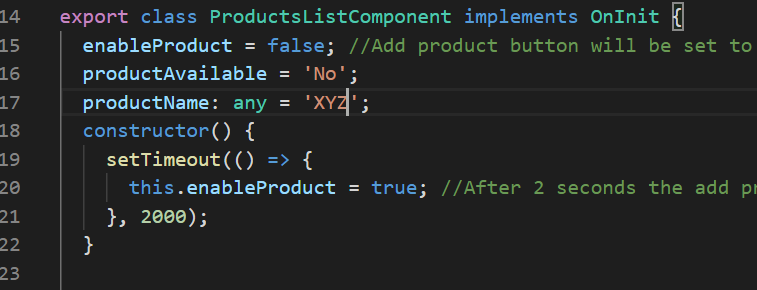 14 export class ProductsListComponent implements OnInit {
15 enableProduct = false; //Add product button will be set to
16 productAvailable = 'No';
17 productName: any = 'XYZ';
18 constructor() {
19 setTimeout(() => {
20 this.enableProduct = true; //After 2 seconds the add pr
21 }, 2000);
22 }
23